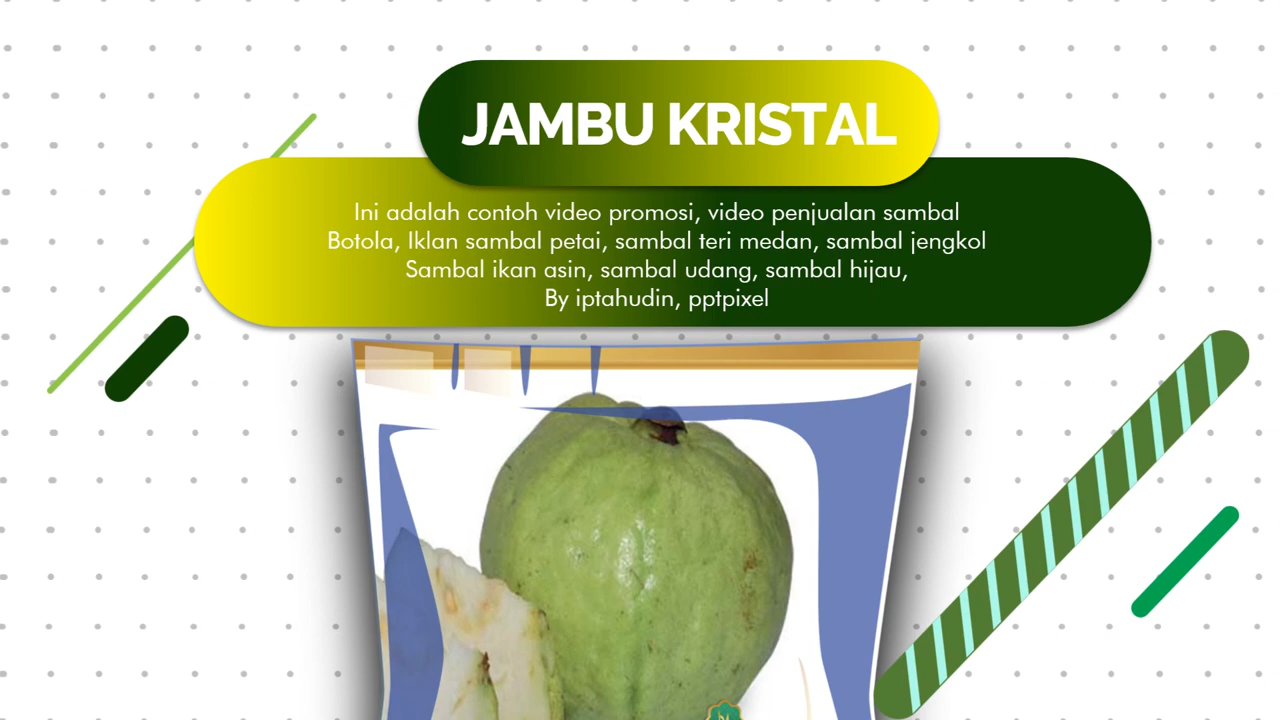 JAMBU KRISTAL
Ini adalah contoh video promosi, video penjualan sambal
Botola, Iklan sambal petai, sambal teri medan, sambal jengkol
Sambal ikan asin, sambal udang, sambal hijau,
By iptahudin, pptpixel